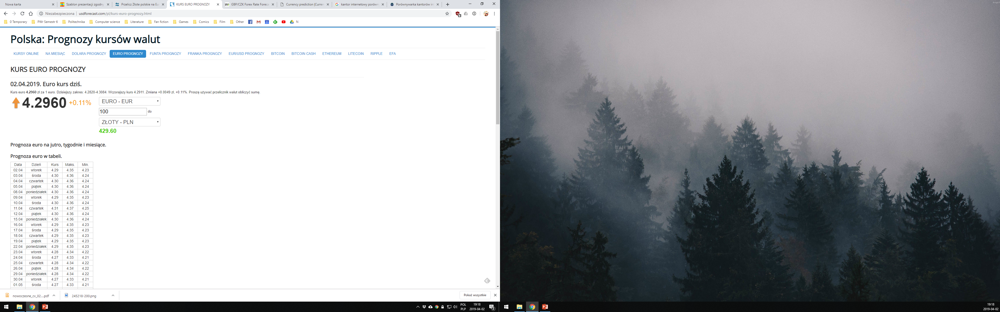 Nowa karta
Szablon prezentacji zgodny
Przelicz Złote polskie na Eu
KURS EURO PROGNOZY
GBP/CZK Forex Rate Foreca
Currency prediction (Curren
kantor internetowy porówn
Porównywarka kantorów in
Niezabezpieczona | usdforecast.com/pl/kurs-euro-prognozy.html
0 Temporary PWr Semestr 6 Politechnika Computer science Literature Fan fiction Games Comics Film Other N
Polska: Prognozy kursów walut
KURSY ONLINE NA MIESIĄC DOLARA PROGNOZY EURO PROGNOZY FUNTA PROGNOZY FRANKA PROGNOZY EUR/USD PROGNOZY BITCOIN BITCOIN CASH ETHEREUM LITECOIN RIPPLE EFA
KURS EURO PROGNOZY
02.04.2019. Euro kurs dziś.
Kurs euro 4.2960 zł za 1 euro. Dzisiejszy zakres: 4.2820-4.3084. Wczorajszy kurs 4.2911. Zmiana +0.0049 zł, +0.11%. Proszę używać przelicznik walut obliczyć sumę.
4.2960 +0.11%
EURO - EUR
100 do
ZŁOTY - PLN
429.60
Prognoza euro na jutro, tygodnie i miesiące.
Prognoza euro w tabeli.
Data Dzień Kurs Maks. Min.
02.04 wtorek 4.29 4.35 4.23
03.04 środa 4.30 4.36 4.24
04.04 czwartek 4.30 4.36 4.24
05.04 piątek 4.30 4.36 4.24
08.04 poniedziałek 4.30 4.36 4.24
09.04 wtorek 4.29 4.35 4.23
10.04 środa 4.30 4.36 4.24
11.04 czwartek 4.31 4.37 4.25
12.04 piątek 4.30 4.36 4.24
15.04 poniedziałek 4.30 4.36 4.24
16.04 wtorek 4.29 4.35 4.23
17.04 środa 4.29 4.35 4.23
18.04 czwartek 4.29 4.35 4.23
19.04 piątek 4.29 4.35 4.23
22.04 poniedziałek 4.29 4.35 4.23
23.04 wtorek 4.28 4.34 4.22
24.04 środa 4.27 4.33 4.21
25.04 czwartek 4.28 4.34 4.22
26.04 piątek 4.28 4.34 4.22
29.04 poniedziałek 4.28 4.34 4.22
30.04 wtorek 4.27 4.33 4.21
01.05 środa 4.27 4.33 4.21
nowoczesne_cv_02....pdf
245218-200.png
Pokaż wszystkie
POL
PLP
19:18
2019-04-02
2
19:18
2019-04-02